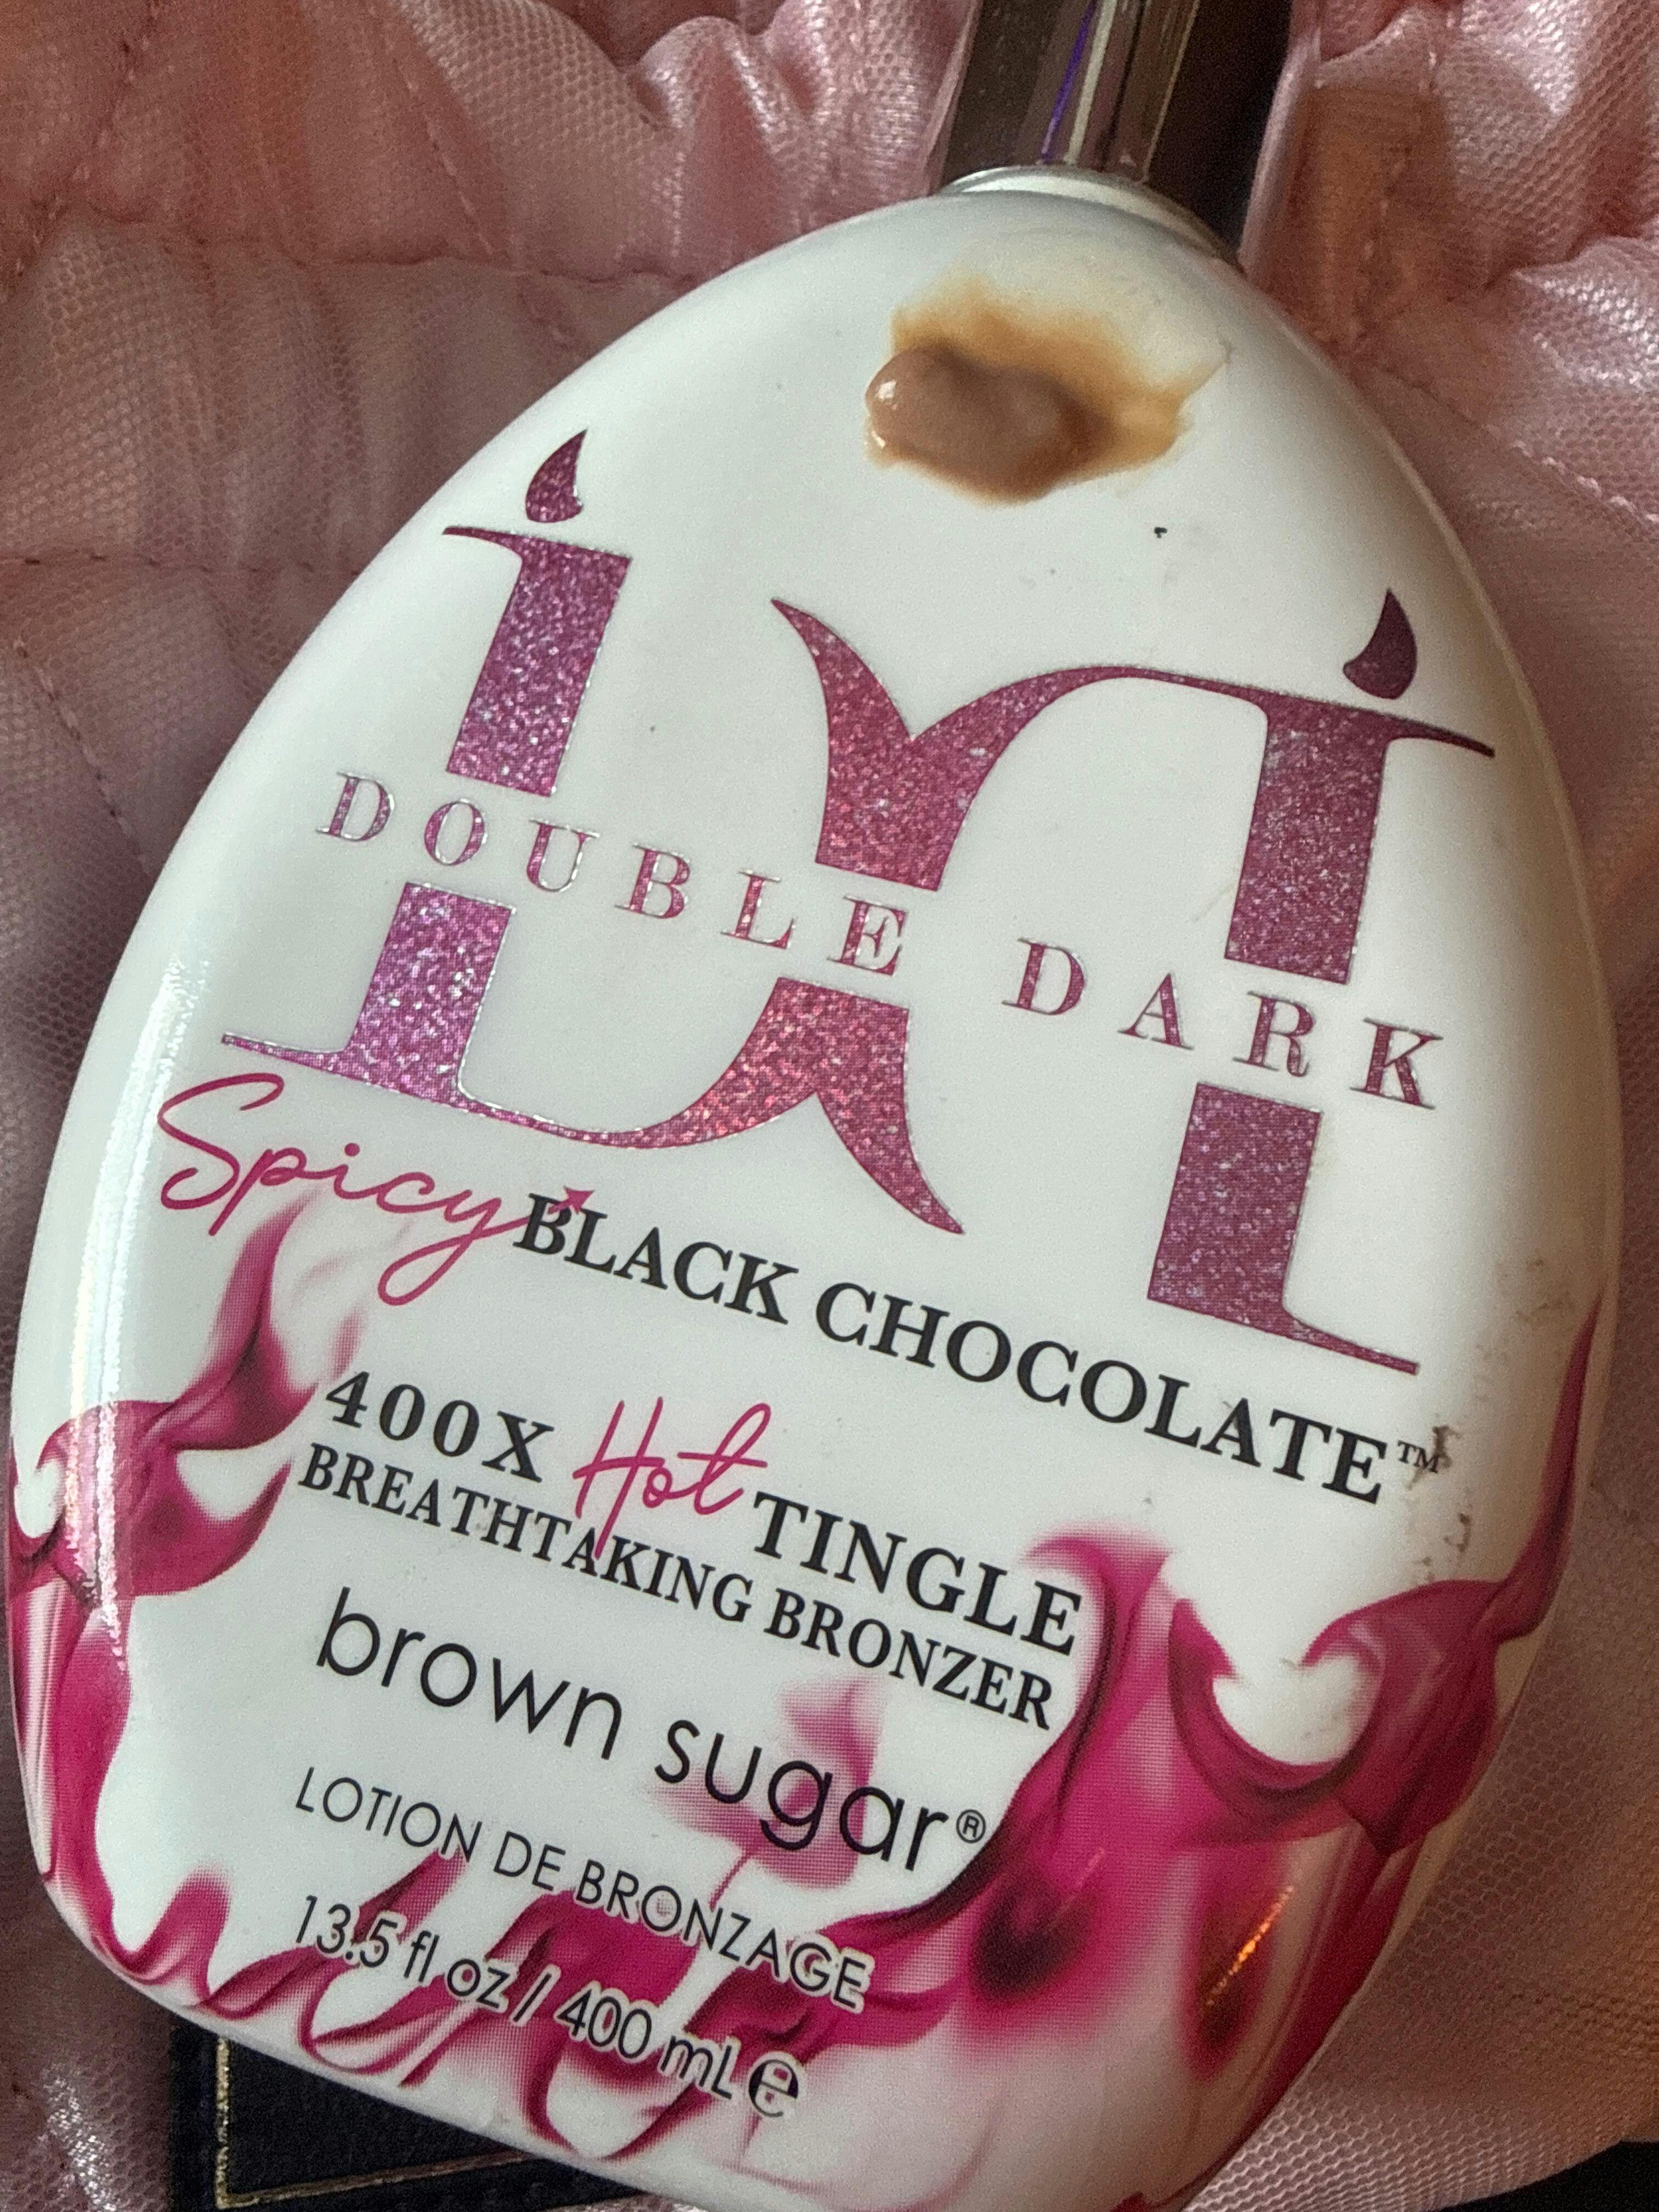 DOUBLE DARK
Spicy BLACK CHOCOLATE™
400X Hot TINGLE
BREATHTAKING BRONZER
brown sugar®
LOTION DE BRONZAGE
13.5 fl oz / 400 mL ℮